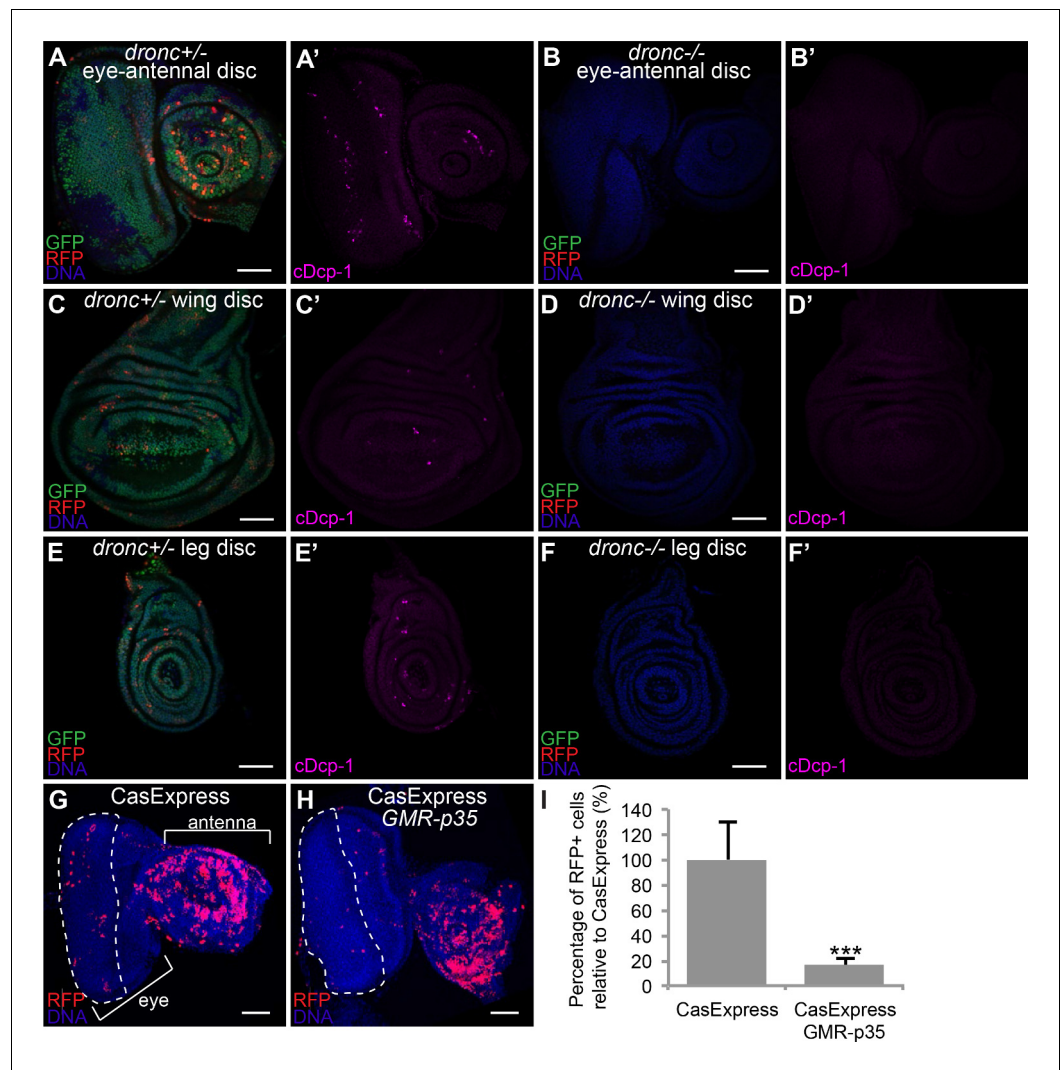 A
dronc+/-
eye-antennal disc
GFP
RFP
DNA
A’
cDcp-1
B
dronc-/-
eye-antennal disc
GFP
RFP
DNA
B’
cDcp-1
C
dronc+/- wing disc
GFP
RFP
DNA
C’
cDcp-1
D
dronc-/- wing disc
GFP
RFP
DNA
D’
cDcp-1
E
dronc+/- leg disc
GFP
RFP
DNA
E’
cDcp-1
F
dronc-/- leg disc
GFP
RFP
DNA
F’
cDcp-1
G
CasExpress
antenna
eye
RFP
DNA
H
CasExpress
GMR-p35
RFP
DNA
I
Percentage of RFP+ cells
relative to CasExpress (%)
140
120
100
80
60
40
20
0
***
CasExpress
CasExpress
GMR-p35